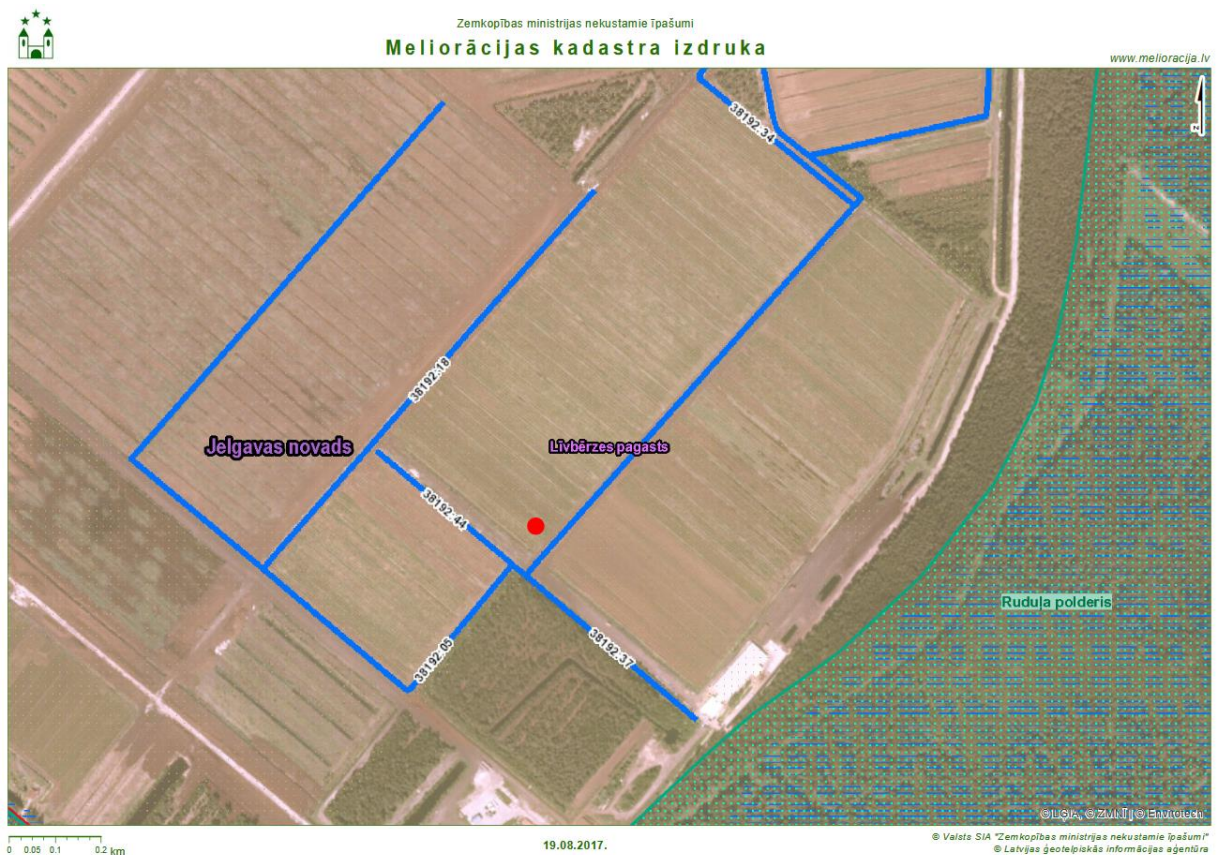 Zemkopības ministrijas nekustamie īpašumi
Meliorācijas kadastra izdruka
www.melioracija.lv
38192:34
38192:18
Jelgavas novads
Līvbērzes pagasts
38192:44
Ruduļa polderis
38192:05
38192:37
© LĢIA, © ZMNĪ | © Envirotech
0 0.05 0.1 0.2 km
19.08.2017.
© Valsts SIA "Zemkopības ministrijas nekustamie īpašumi"
© Latvijas ģeotelpiskās informācijas aģentūra